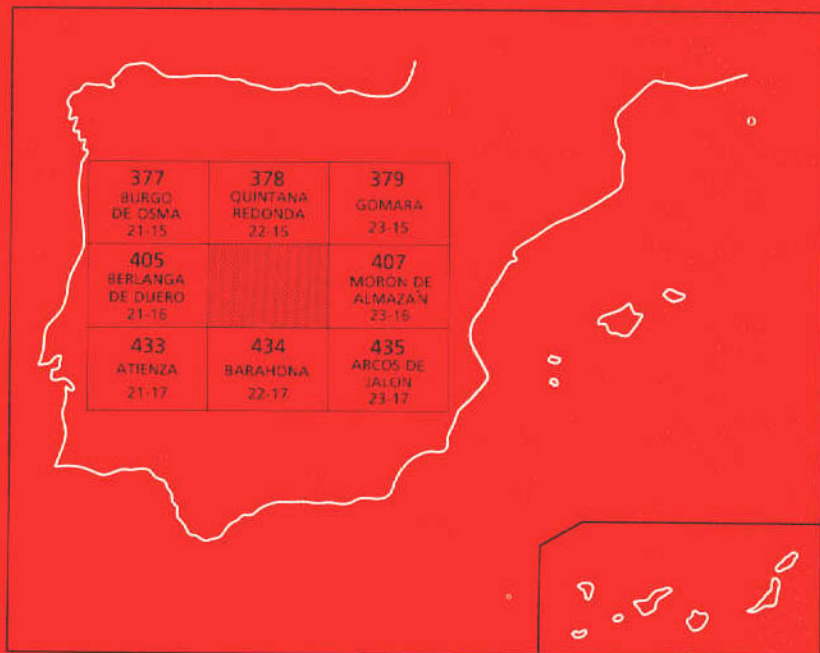 377
BURGO
DE OSMA
21-15
378
QUINTANA
REDONDA
22-15
379
GOMARA
23-15
405
BERLANGA
DE DUERO
21-16
407
MORON DE
ALMAZÁN
23-16
433
ATIENZA
21-17
434
BARAHONA
22-17
435
ARCOS DE
JALON
23-17